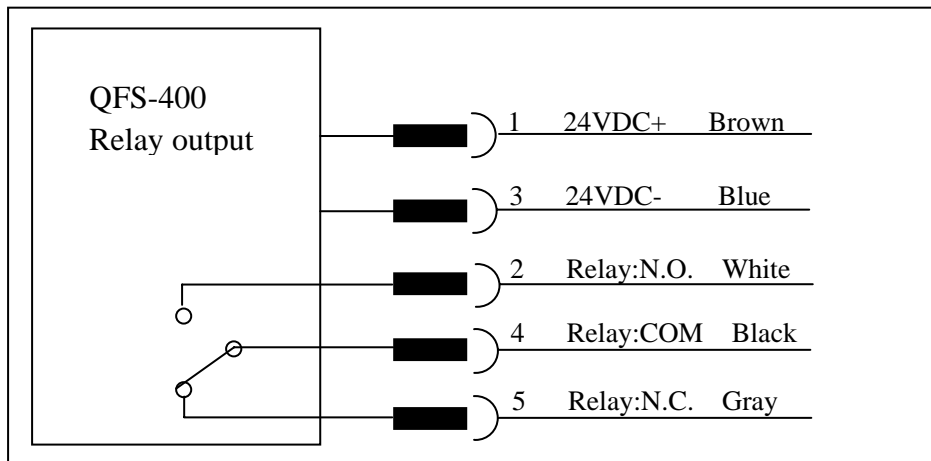 QFS-400
Relay output
1 24VDC+ Brown
3 24VDC- Blue
2 Relay:N.O. White
4 Relay:COM Black
5 Relay:N.C. Gray